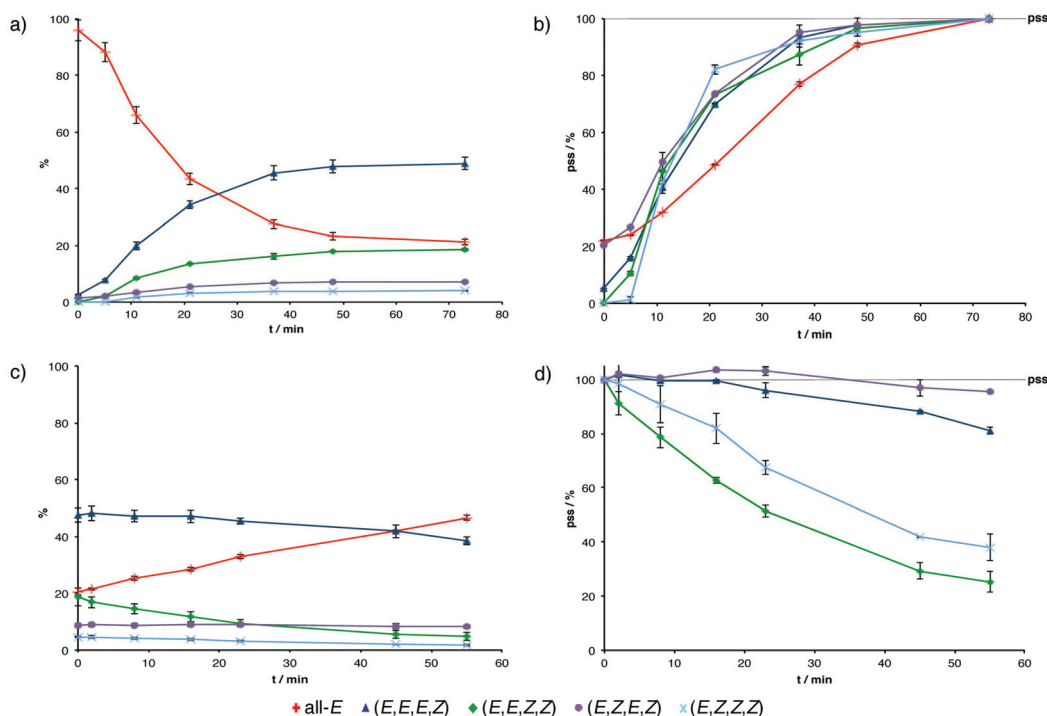 a)
100
80
60
40
20
0
%
0 10 20 30 40 50 60 70 80
t / min
b)
100
80
60
40
20
0
pss / %
pss
0 10 20 30 40 50 60 70 80
t / min
c)
100
80
60
40
20
0
%
0 10 20 30 40 50 60
t / min
d)
100
80
60
40
20
0
pss / %
pss
0 10 20 30 40 50 60
t / min
all-E (E,E,E,Z) (E,E,Z,Z) (E,Z,E,Z) (E,Z,Z,Z)